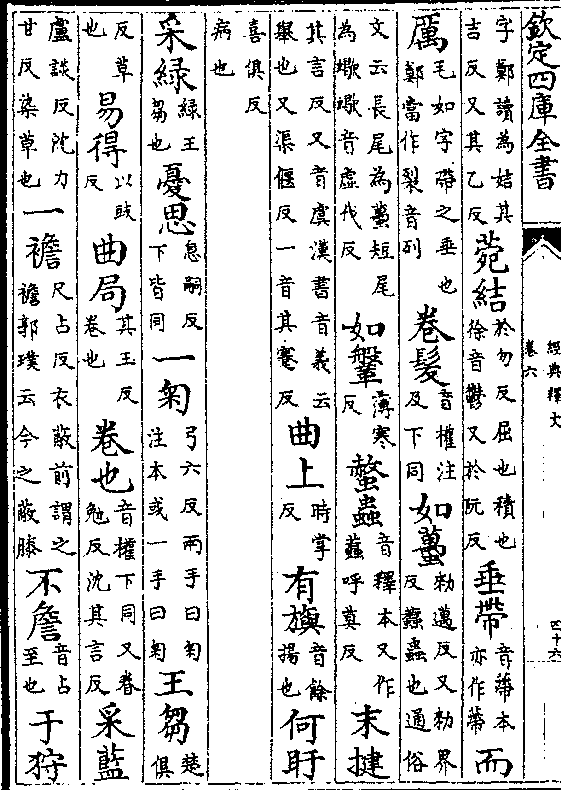 欽定四庫全書
經典釋文
卷六
四十六
字鄭讀為姞其吉反又其乙反 菀結 於勿反屈也積也徐音鬱又於阮反 垂帶 音蔕本亦作蔕 而
厲 毛如字帶之垂也鄭當作裂音列 卷髮 音權注及下同 如蠆 勑邁反又勑界反蠚蟲也通俗
文云長尾為蠆短尾為蠍蠍音虛伐反 如鞶 薄寒反 螫蟲 音釋本又作蠚呼莫反 末揵
其言反又音虔漢書音義云舉也又渠偃反一音其蹇反 曲上 時掌反 有旟 音餘揚也 何盱
喜俱反病也
采綠 綠王芻也 憂思 息嗣反下皆同 一匊 弓六反兩手曰匊注本或一手曰匊 王芻 楚俱
反草也 易得 以豉反 曲局 其王反卷也 卷也 音權下同又眷勉反沈其言反 采藍
盧談反沈力甘反染草也 一襜 尺占反衣蔽前謂之襜郭璞云今之蔽膝 不詹 音占至也 于狩